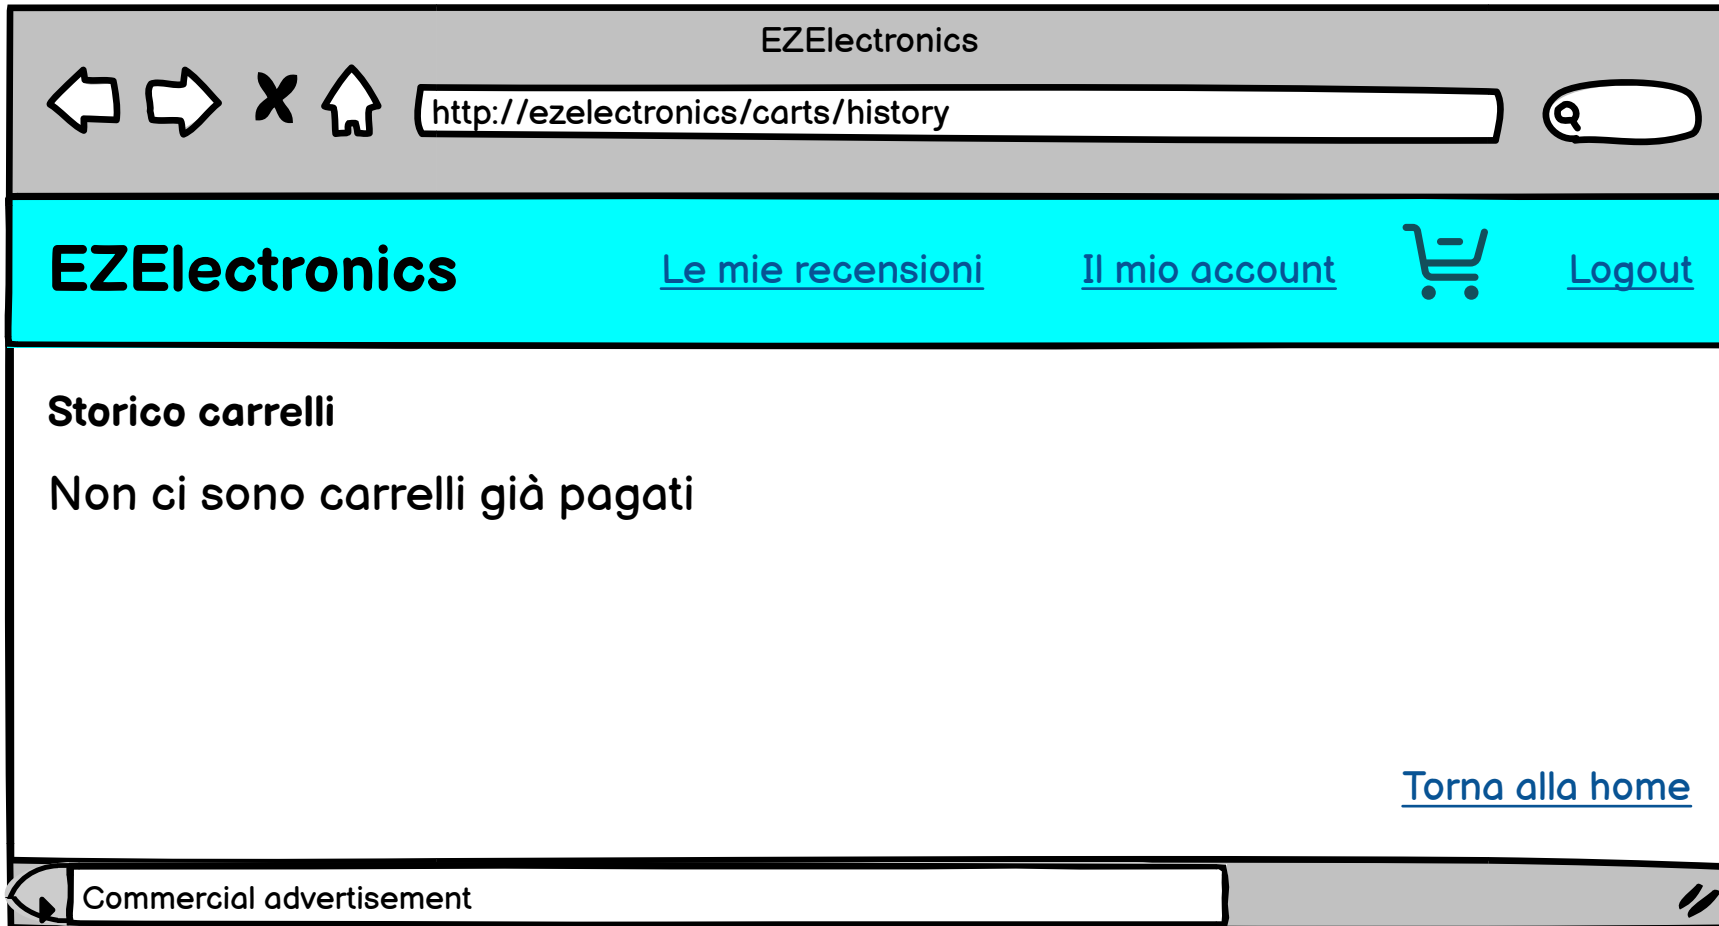 EZElectronics
http://ezelectronics/carts/history
EZElectronics
Le mie recensioni
Il mio account
Logout
Storico carrelli
Non ci sono carrelli già pagati
Torna alla home
Commercial advertisement